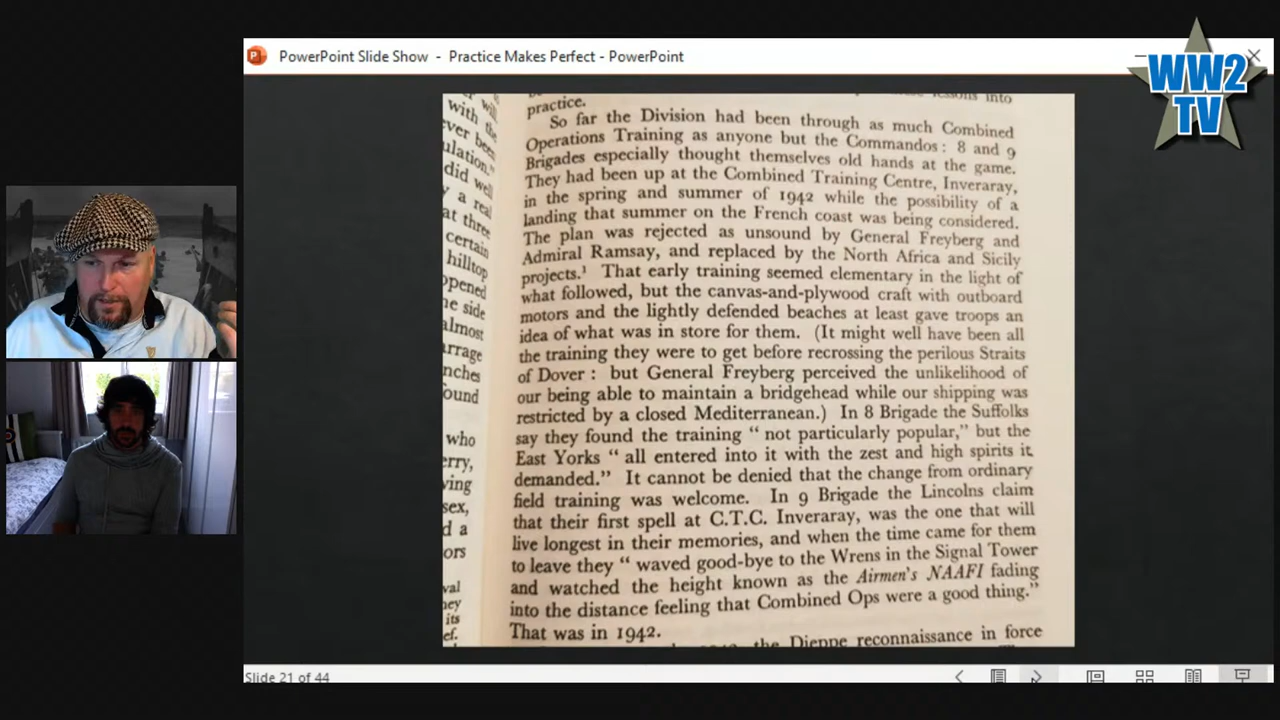 PowerPoint Slide Show - Practice Makes Perfect - PowerPoint
WW2
TV
with the
did well
a real
at three
certain
hilltop
side
who
a
practice.
So far the Division had been through as much Combined
Operations Training as anyone but the Commandos: 8 and 9
Brigades especially thought themselves old hands at the game.
They had been up at the Combined Training Centre, Inveraray,
in the spring and summer of 1942 while the possibility of a
landing that summer on the French coast was being considered.
The plan was rejected as unsound by General Freyberg and
Admiral Ramsay, and replaced by the North Africa and Sicily
projects.¹ That early training seemed elementary in the light of
what followed, but the canvas-and-plywood craft with outboard
motors and the lightly defended beaches at least gave troops an
idea of what was in store for them. (It might well have been all
the training they were to get before recrossing the perilous Straits
of Dover: but General Freyberg perceived the unlikelihood of
our being able to maintain a bridgehead while our shipping was
restricted by a closed Mediterranean.) In 8 Brigade the Suffolks
say they found the training “ not particularly popular,” but the
East Yorks “ all entered into it with the zest and high spirits it
demanded.” It cannot be denied that the change from ordinary
field training was welcome. In 9 Brigade the Lincolns claim
that their first spell at C.T.C. Inveraray, was the one that will
live longest in their memories, and when the time came for them
to leave they “ waved good-bye to the Wrens in the Signal Tower
and watched the height known as the Airmen's NAAFI fading
into the distance feeling that Combined Ops were a good thing.”
That was in 1942.
the Dieppe reconnaissance in force
Slide 21 of 44